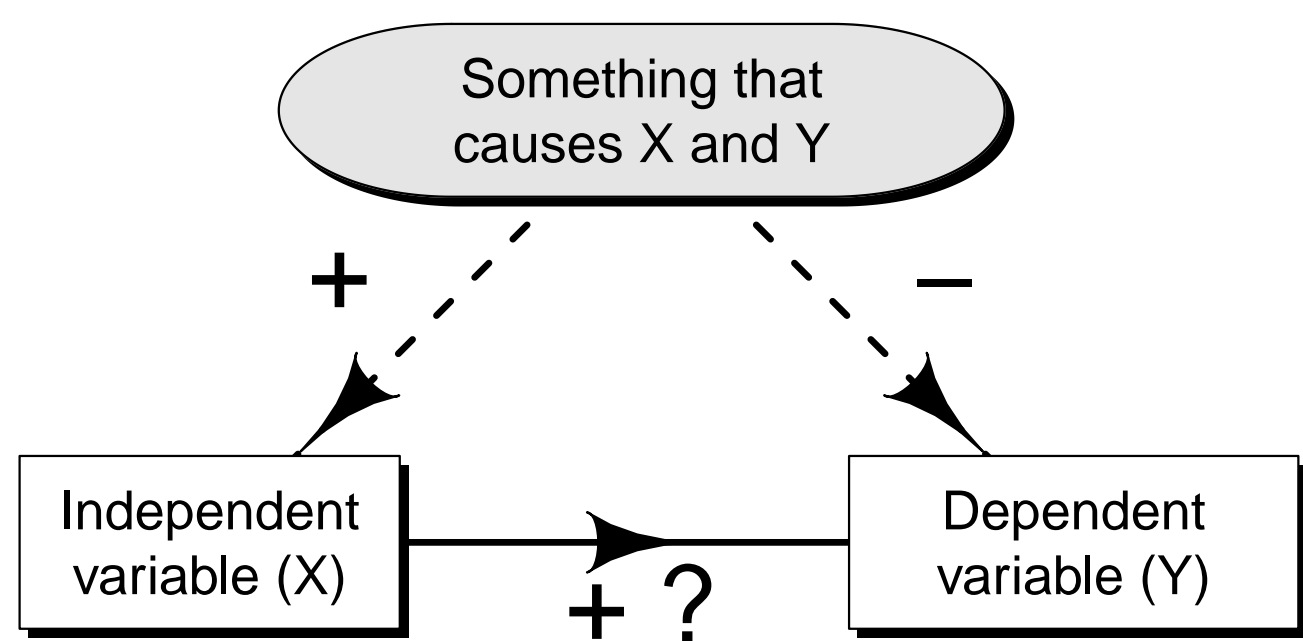 Something that
causes X and Y
+
–
Independent
variable (X)
Dependent
variable (Y)
+ ?